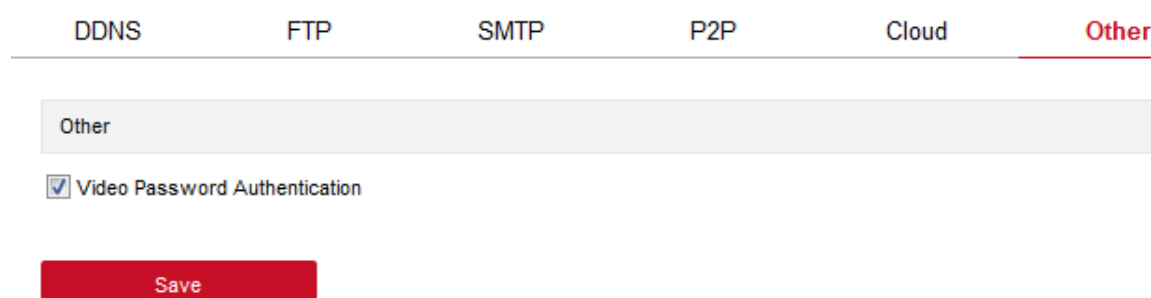 DDNS FTP SMTP P2P Cloud Other
Other
Video Password Authentication
Save